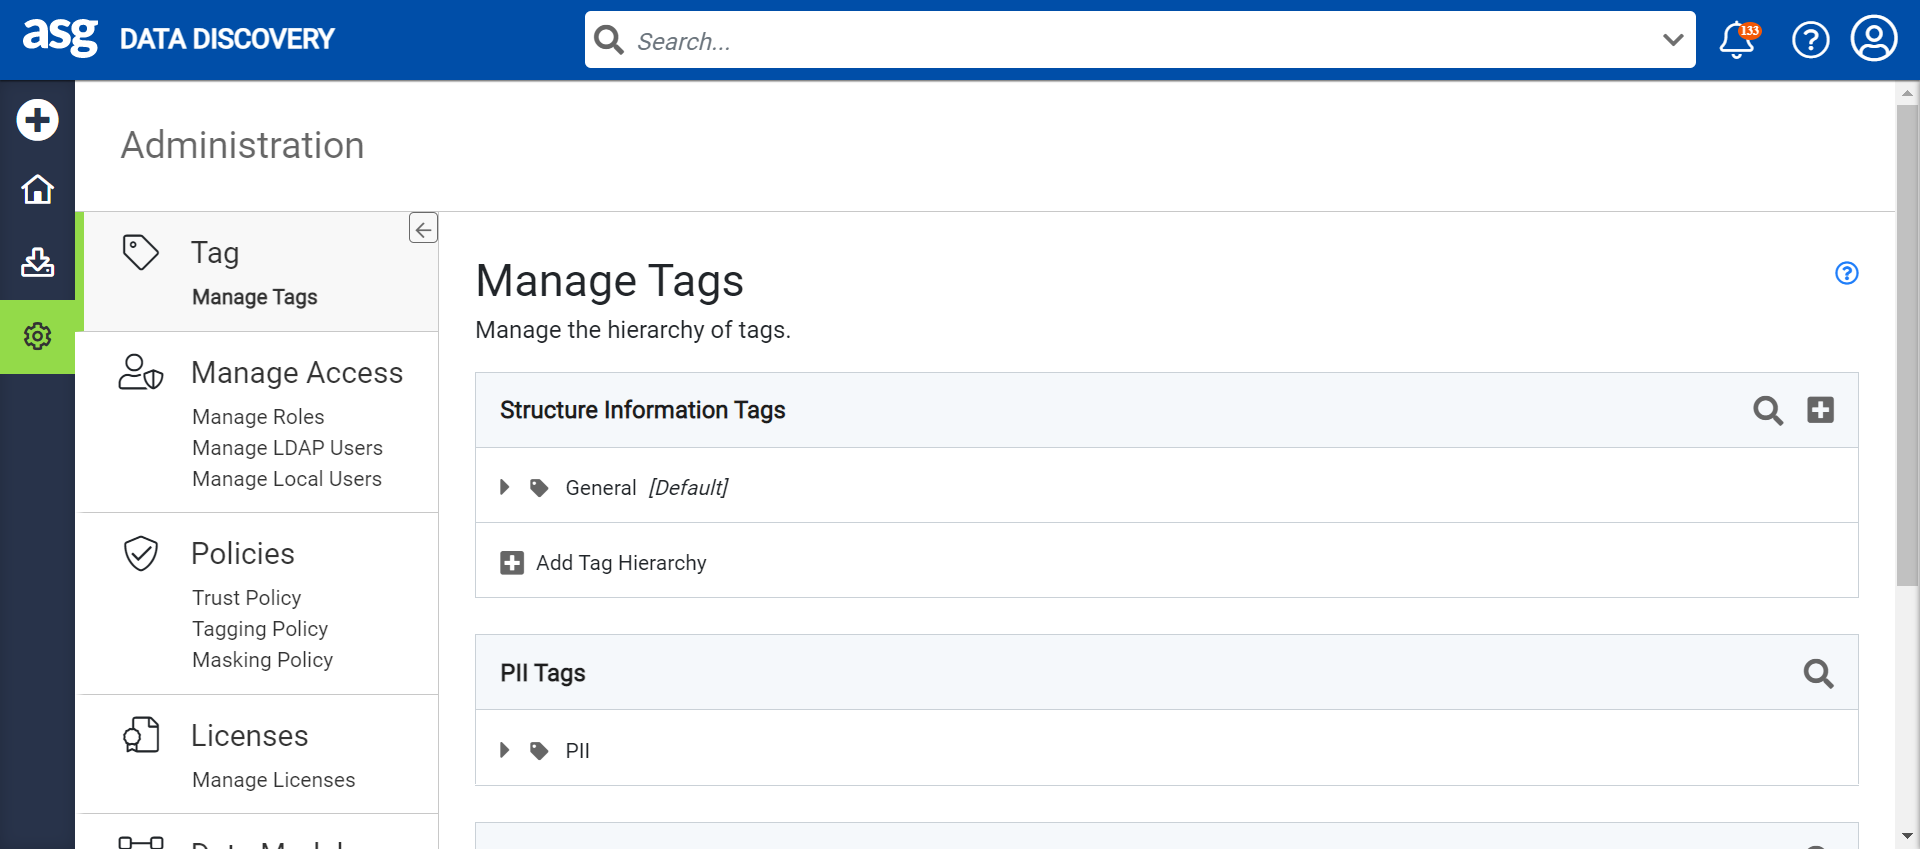 asg DATA DISCOVERY
Search...
133
Administration
Tag
Manage Tags
Manage Access
Manage Roles
Manage LDAP Users
Manage Local Users
Policies
Trust Policy
Tagging Policy
Masking Policy
Licenses
Manage Licenses
Manage Tags
Manage the hierarchy of tags.
Structure Information Tags
General [Default]
Add Tag Hierarchy
PII Tags
PII